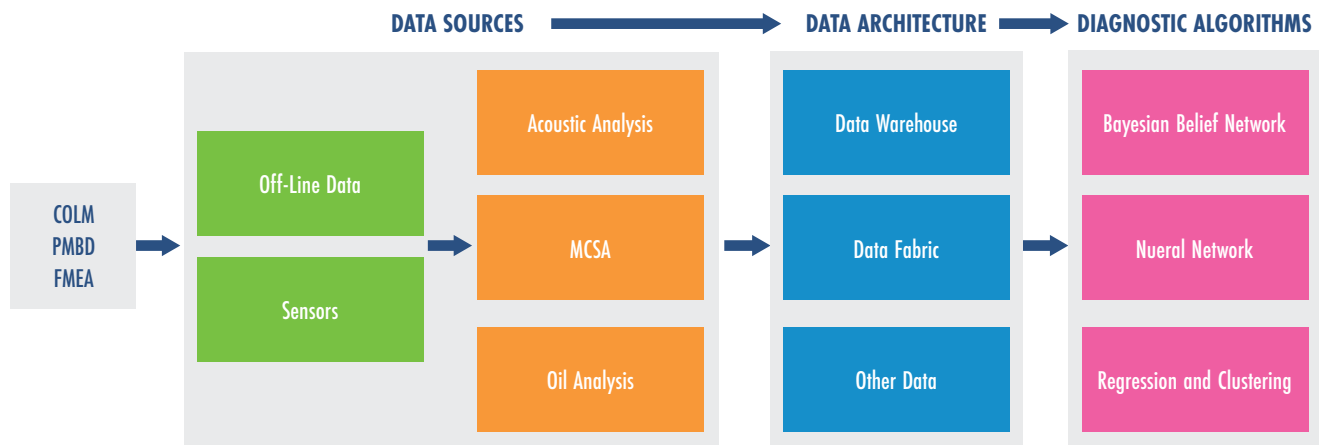 DATA SOURCES
DATA ARCHITECTURE
DIAGNOSTIC ALGORITHMS
COLM
PMBD
FMEA
Off-Line Data
Sensors
Acoustic Analysis
MCSA
Oil Analysis
Data Warehouse
Data Fabric
Other Data
Bayesian Belief Network
Nueral Network
Regression and Clustering